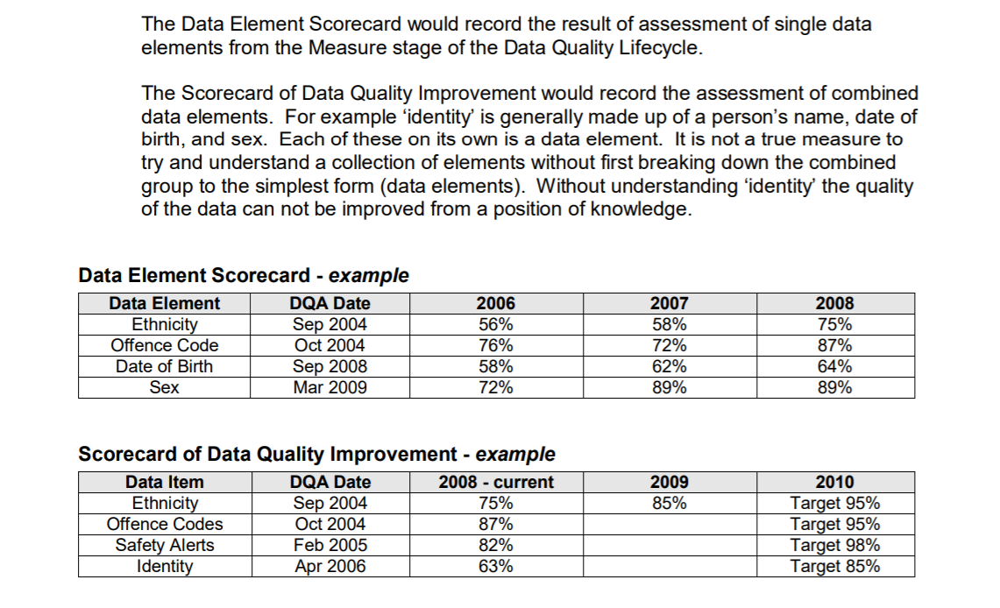 The Data Element Scorecard would record the result of assessment of single data
elements from the Measure stage of the Data Quality Lifecycle.
The Scorecard of Data Quality Improvement would record the assessment of combined
data elements.  For example ‘identity’ is generally made up of a person’s name, date of
birth, and sex.  Each of these on its own is a data element.  It is not a true measure to
try and understand a collection of elements without first breaking down the combined
group to the simplest form (data elements).  Without understanding ‘identity’ the quality
of the data can not be improved from a position of knowledge.
Data Element Scorecard - example
Data Element DQA Date 2006 2007 2008
Ethnicity Sep 2004 56% 58% 75%
Offence Code Oct 2004 76% 72% 87%
Date of Birth Sep 2008 58% 62% 64%
Sex Mar 2009 72% 89% 89%
Scorecard of Data Quality Improvement - example
Data Item DQA Date 2008 - current 2009 2010
Ethnicity Sep 2004 75% 85% Target 95%
Offence Codes Oct 2004 87% Target 95%
Safety Alerts Feb 2005 82% Target 98%
Identity Apr 2006 63% Target 85%